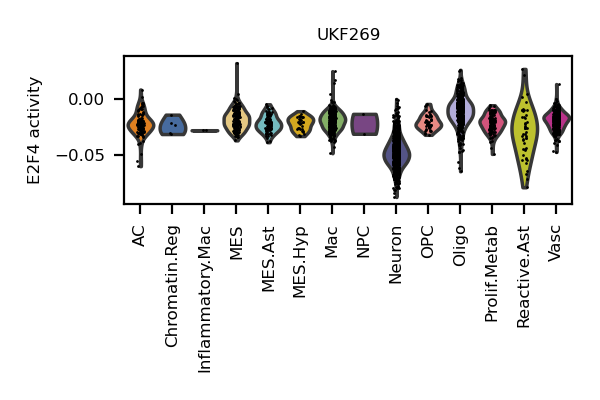 UKF269
E2F4 activity
0.00
−0.05
AC
Chromatin.Reg
Inflammatory.Mac
MES
MES.Ast
MES.Hyp
Mac
NPC
Neuron
OPC
Oligo
Prolif.Metab
Reactive.Ast
Vasc